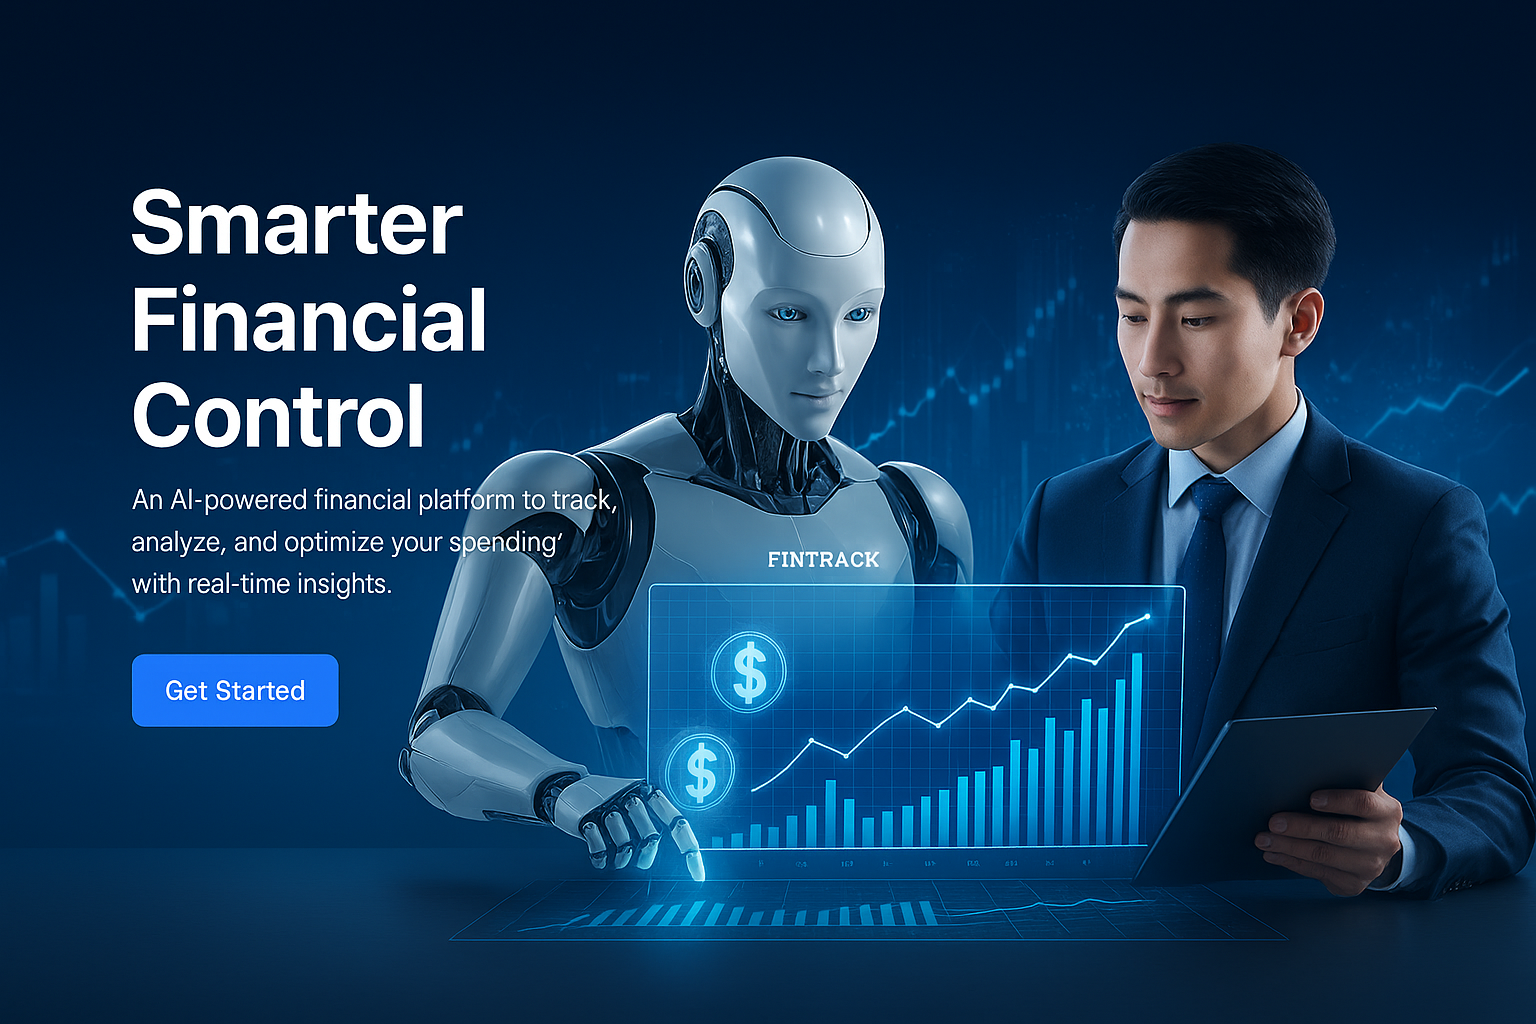 Smarter
Financial
Control
An AI-powered financial platform to track,
analyze, and optimize your spending’
with real-time insights.
Get Started
FINTRACK
$
$